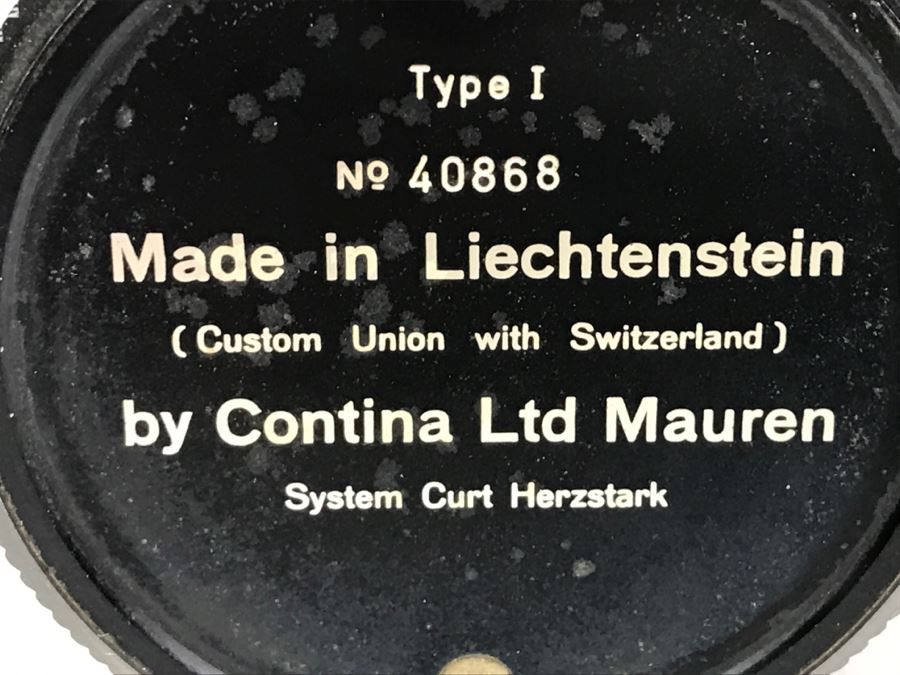 Type I
Nº 40868
Made in Liechtenstein
( Custom Union with Switzerland )
by Contina Ltd Mauren
System Curt Herzstark